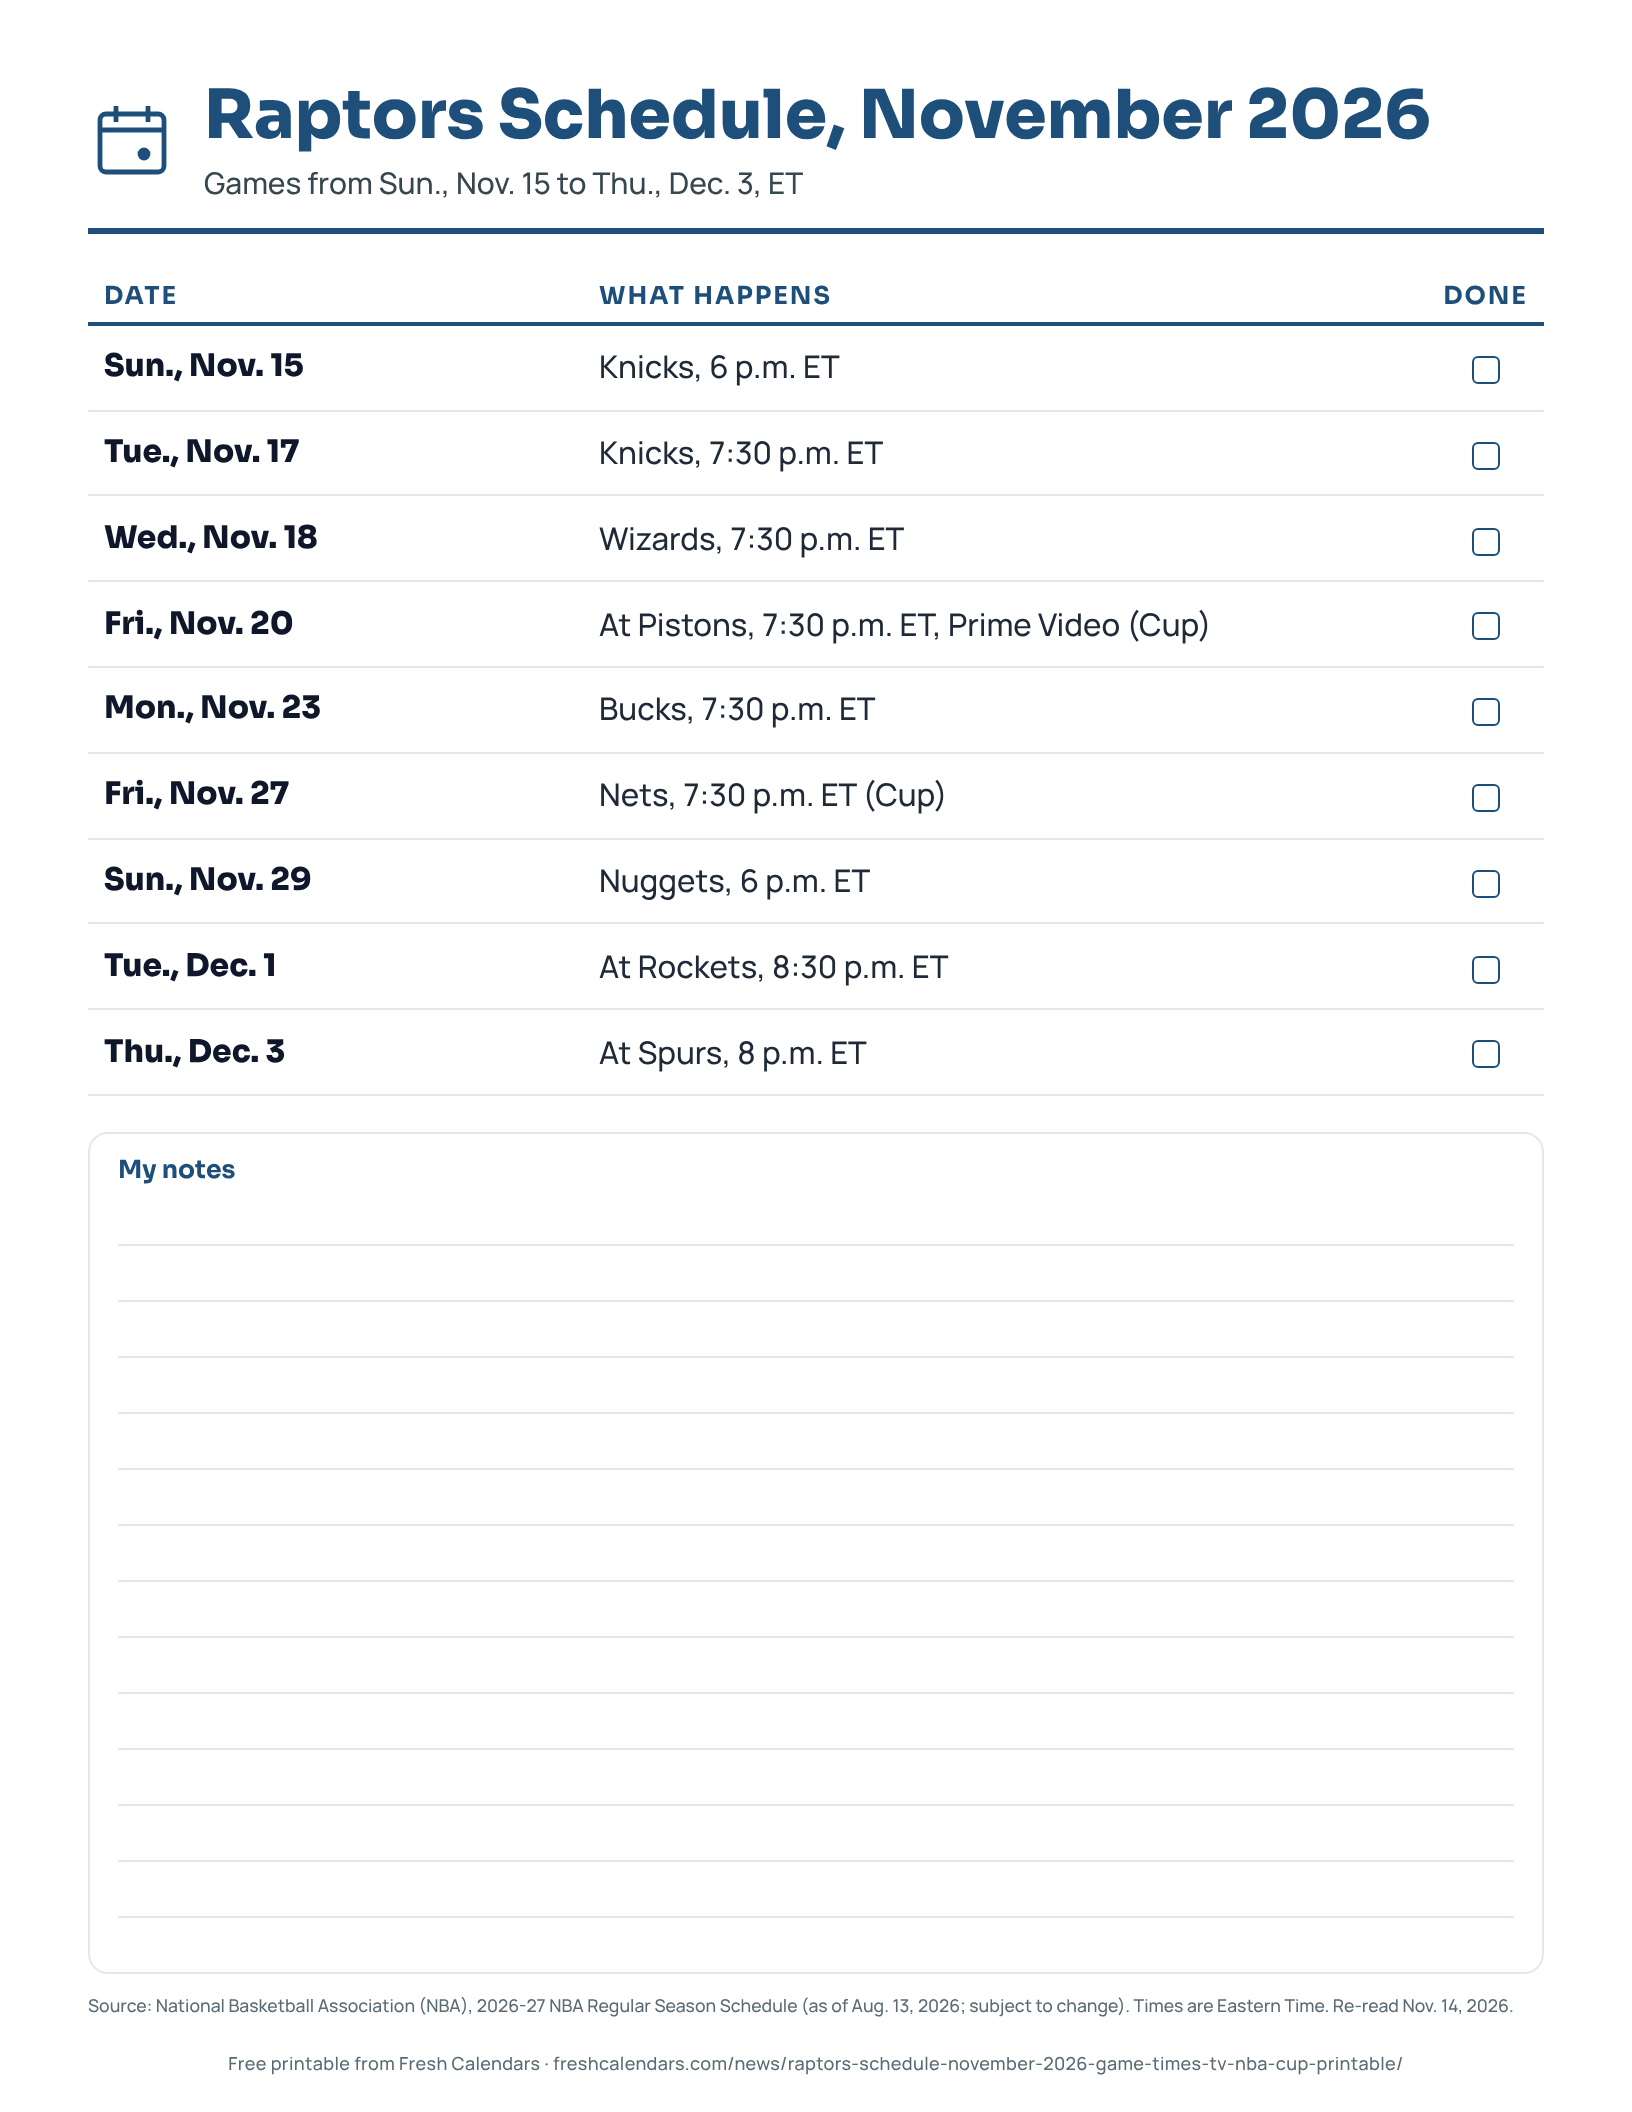 Raptors Schedule, November 2026
Games from Sun., Nov. 15 to Thu., Dec. 3, ET
DATE WHAT HAPPENS DONE
Sun., Nov. 15 Knicks, 6 p.m. ET
Tue., Nov. 17 Knicks, 7:30 p.m. ET
Wed., Nov. 18 Wizards, 7:30 p.m. ET
Fri., Nov. 20 At Pistons, 7:30 p.m. ET, Prime Video (Cup)
Mon., Nov. 23 Bucks, 7:30 p.m. ET
Fri., Nov. 27 Nets, 7:30 p.m. ET (Cup)
Sun., Nov. 29 Nuggets, 6 p.m. ET
Tue., Dec. 1 At Rockets, 8:30 p.m. ET
Thu., Dec. 3 At Spurs, 8 p.m. ET
My notes
Source: National Basketball Association (NBA), 2026-27 NBA Regular Season Schedule (as of Aug. 13, 2026; subject to change). Times are Eastern Time. Re-read Nov. 14, 2026.
Free printable from Fresh Calendars · freshcalendars.com/news/raptors-schedule-november-2026-game-times-tv-nba-cup-printable/